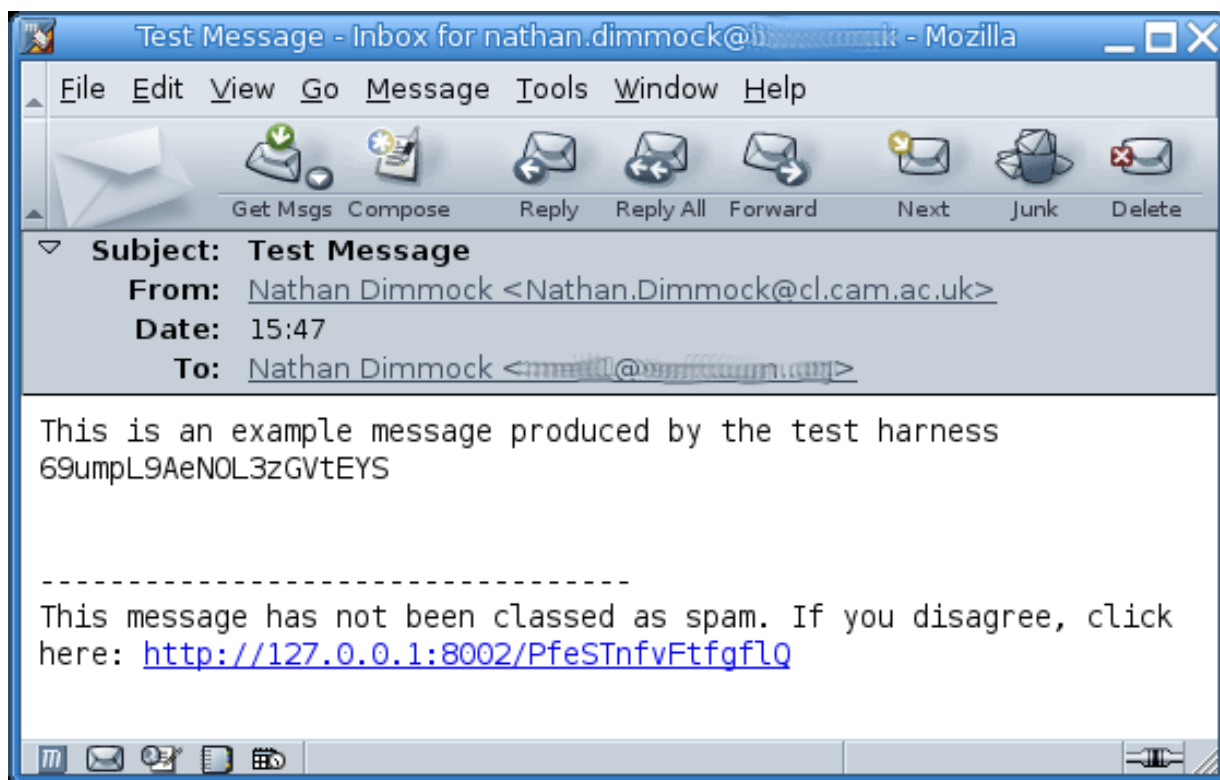 Test Message - Inbox for nathan.dimmock@ - Mozilla
File Edit View Go Message Tools Window Help
Get Msgs Compose Reply Reply All Forward Next Junk Delete
Subject: Test Message
From: Nathan Dimmock <Nathan.Dimmock@cl.cam.ac.uk>
Date: 15:47
To: Nathan Dimmock <
This is an example message produced by the test harness
69umpL9AeNOL3zGVtEYS
-----------------------------------
This message has not been classed as spam. If you disagree, click
here: http://127.0.0.1:8002/PfeSTnfvFtfgflQ